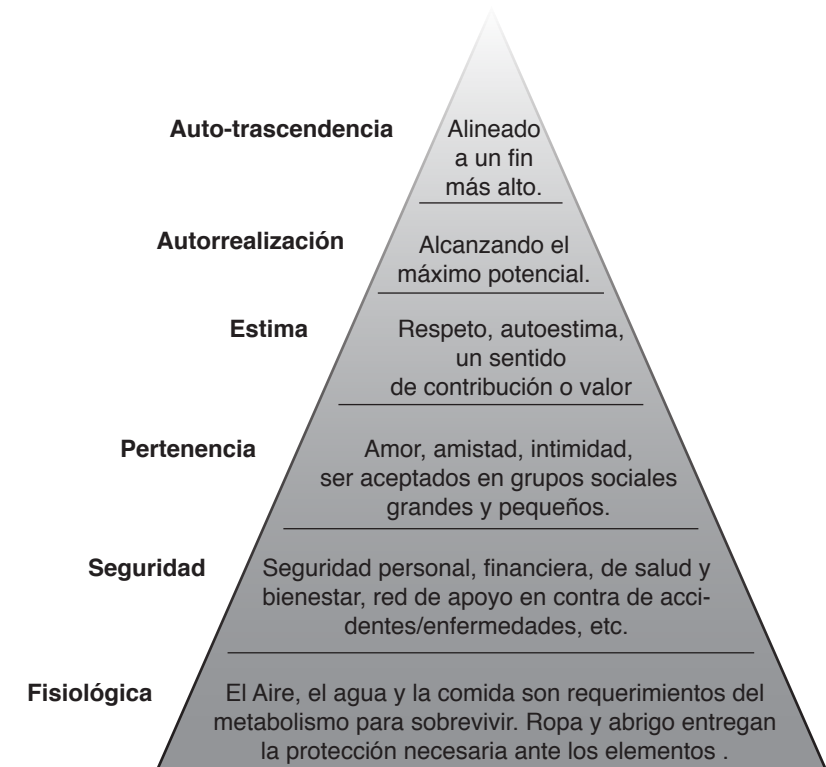 Auto-trascendencia
Alineado
a un fin
más alto.
Autorrealización
Alcanzando el
máximo potencial.
Estima
Respeto, autoestima,
un sentido
de contribución o valor
Pertenencia
Amor, amistad, intimidad,
ser aceptados en grupos sociales
grandes y pequeños.
Seguridad
Seguridad personal, financiera, de salud y
bienestar, red de apoyo en contra de acci-
dentes/enfermedades, etc.
Fisiológica
El Aire, el agua y la comida son requerimientos del
metabolismo para sobrevivir. Ropa y abrigo entregan
la protección necesaria ante los elementos .